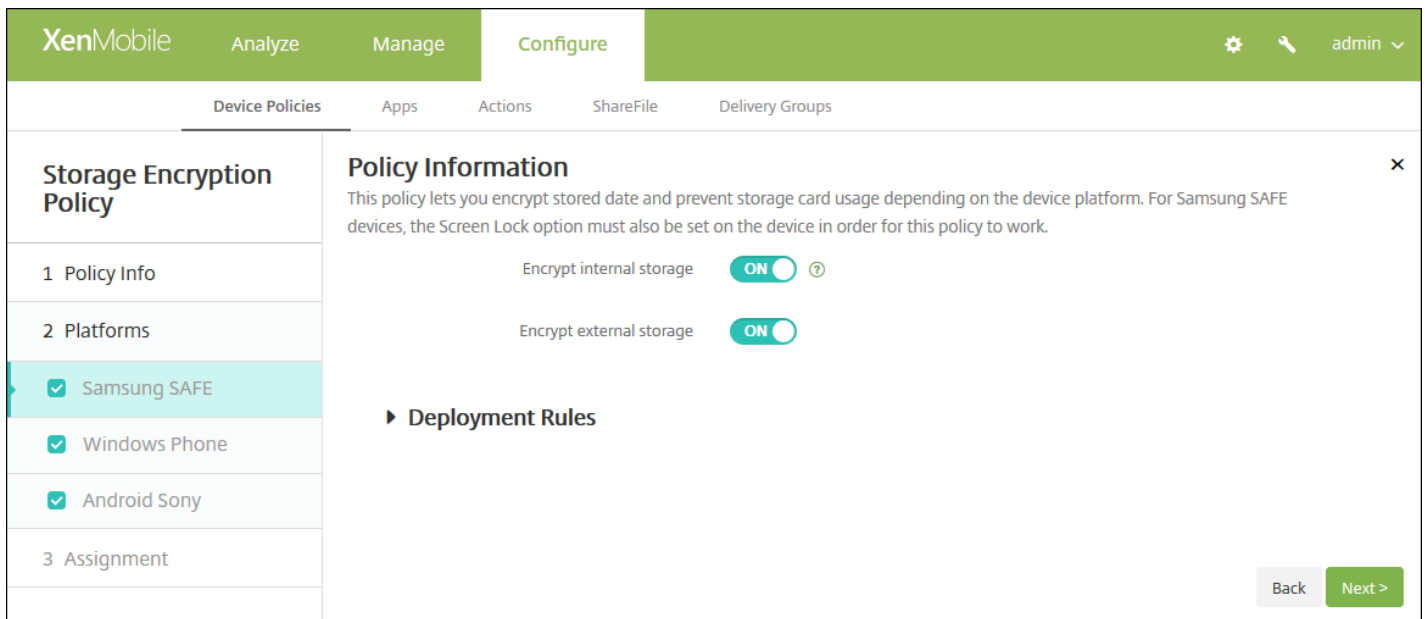 XenMobile Analyze Manage Configure admin
Device Policies Apps Actions ShareFile Delivery Groups
Storage Encryption
Policy
1 Policy Info
2 Platforms
Samsung SAFE
Windows Phone
Android Sony
3 Assignment
Policy Information
This policy lets you encrypt stored date and prevent storage card usage depending on the device platform. For Samsung SAFE
devices, the Screen Lock option must also be set on the device in order for this policy to work.
Encrypt internal storage ON ?
Encrypt external storage ON
Deployment Rules
Back Next >